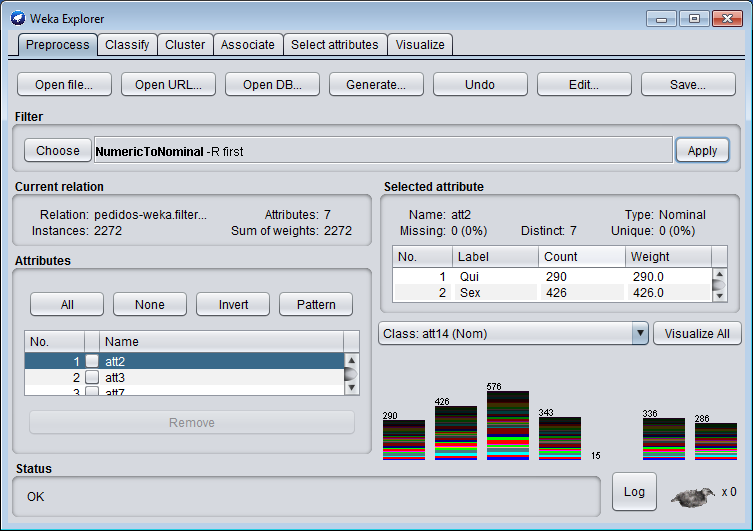 Weka Explorer
Preprocess Classify Cluster Associate Select attributes Visualize
Open file... Open URL... Open DB... Generate... Undo Edit... Save...
Filter
Choose NumericToNominal -R first Apply
Current relation
Relation: pedidos-weka.filter... Attributes: 7
Instances: 2272 Sum of weights: 2272
Selected attribute
Name: att2 Type: Nominal
Missing: 0 (0%) Distinct: 7 Unique: 0 (0%)
No. Label Count Weight
1 Qui 290 290.0
2 Sex 426 426.0
Attributes
All None Invert Pattern
No. Name
1 att2
2 att3
3 att7
Remove
Class: att14 (Nom) Visualize All
290 426 576 343 15 336 286
Status
OK
Log x 0